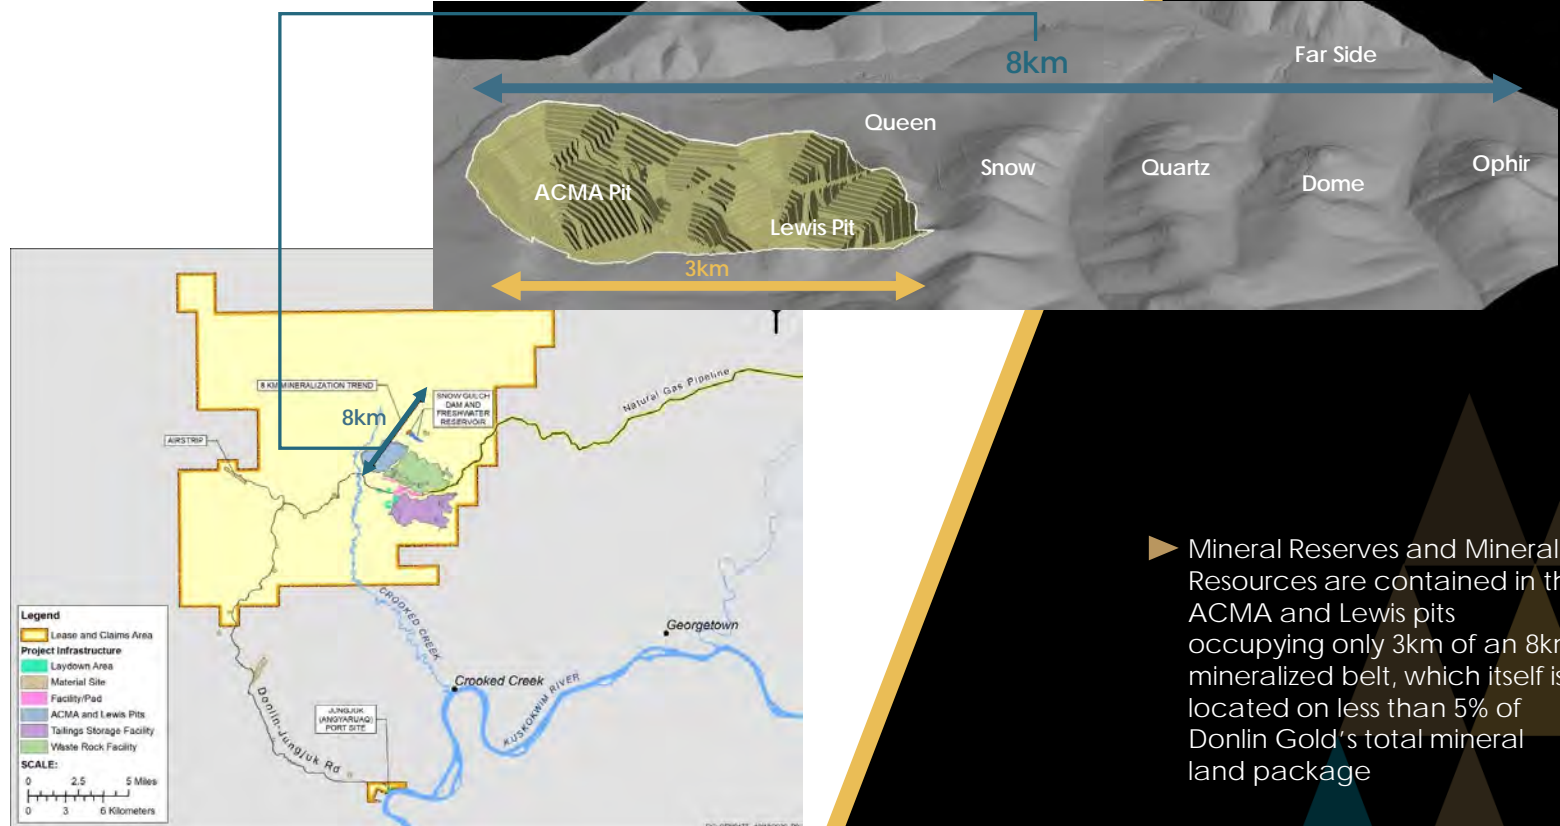 8km
Far Side
Queen
Snow
Quartz
Dome
Ophir
ACMA Pit
Lewis Pit
3km
8 KM MINERALIZATION TREND
SNOW GULCH
DAM AND
FRESHWATER
RESERVOIR
8km
Natural Gas Pipeline
AIRSTRIP
CROOKED CREEK
Georgetown
Crooked Creek
KUSKOKWIM RIVER
JUNGJUK
(ANGYARUAQ)
PORT SITE
Donlin-Jungjuk Rd
Legend
Lease and Claims Area
Project Infrastructure
Laydown Area
Material Site
Facility/Pad
ACMA and Lewis Pits
Tailings Storage Facility
Waste Rock Facility
SCALE:
0 2.5 5 Miles
0 3 6 Kilometers
Mineral Reserves and Mineral
Resources are contained in th
ACMA and Lewis pits
occupying only 3km of an 8km
mineralized belt, which itself is
located on less than 5% of
Donlin Gold's total mineral
land package